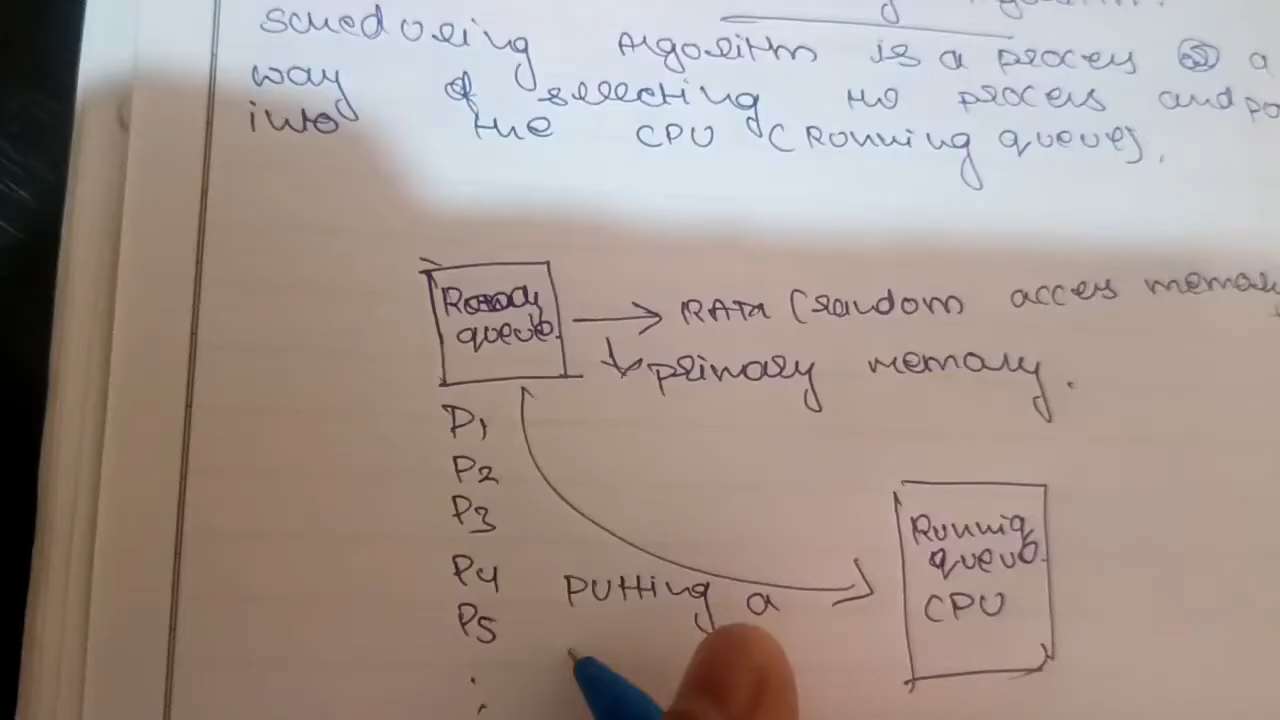 scheduling Algorithm is a process a
way of selecting the process and
into the CPU (Running queue).
Ready
queue
RAM (random access memory
primary memory.
P1
P2
P3
P4
P5
putting a
Running
queue
CPU